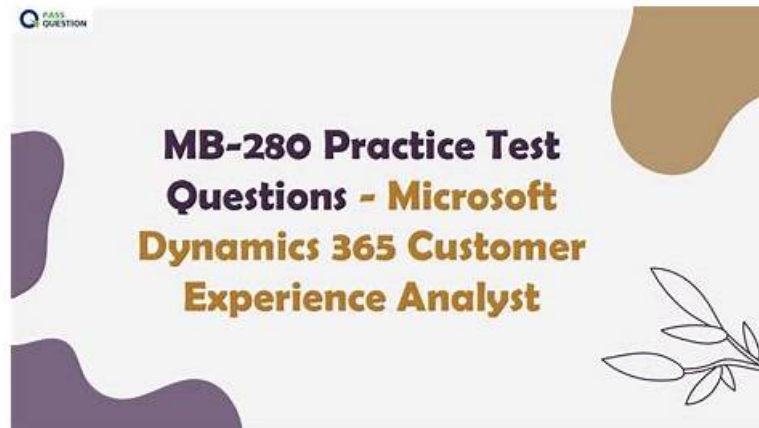 PASS
QUESTION
MB-280 Practice Test
Questions - Microsoft
Dynamics 365 Customer
Experience Analyst